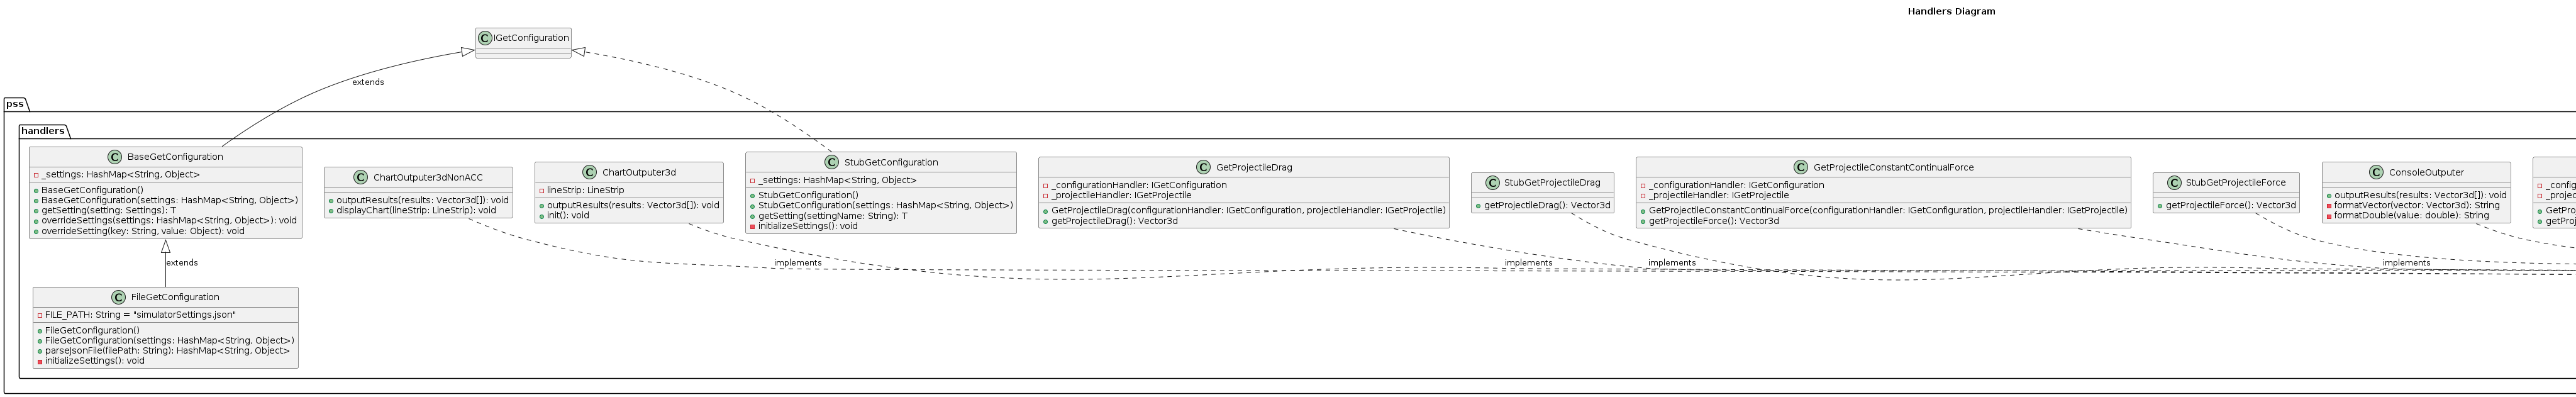 Handlers Diagram
IGetConfiguration
extends
pss
handlers
BaseGetConfiguration
_settings: HashMap<String, Object>
BaseGetConfiguration()
BaseGetConfiguration(settings: HashMap<String, Object>)
getSetting(setting: Settings): T
overrideSettings(settings: HashMap<String, Object>): void
overrideSetting(key: String, value: Object): void
ChartOutputer3dNonACC
outputResults(results: Vector3d[]): void
displayChart(lineStrip: LineStrip): void
ChartOutputer3d
lineStrip: LineStrip
outputResults(results: Vector3d[]): void
init(): void
StubGetConfiguration
_settings: HashMap<String, Object>
StubGetConfiguration()
StubGetConfiguration(settings: HashMap<String, Object>)
getSetting(settingName: String): T
initializeSettings(): void
GetProjectileDrag
_configurationHandler: IGetConfiguration
_projectileHandler: IGetProjectile
GetProjectileDrag(configurationHandler: IGetConfiguration, projectileHandler: IGetProjectile)
getProjectileDrag(): Vector3d
StubGetProjectileDrag
getProjectileDrag(): Vector3d
GetProjectileConstantContinualForce
_configurationHandler: IGetConfiguration
_projectileHandler: IGetProjectile
GetProjectileConstantContinualForce(configurationHandler: IGetConfiguration, projectileHandler: IGetProjectile)
getProjectileForce(): Vector3d
StubGetProjectileForce
getProjectileForce(): Vector3d
ConsoleOutputer
outputResults(results: Vector3d[]): void
formatVector(vector: Vector3d): String
formatDouble(value: double): String
_config
_project
GetProj
getProj
extends
implements
implements
implements
implements
FileGetConfiguration
FILE_PATH: String = "simulatorSettings.json"
FileGetConfiguration()
FileGetConfiguration(settings: HashMap<String, Object>)
parseJsonFile(filePath: String): HashMap<String, Object>
initializeSettings(): void